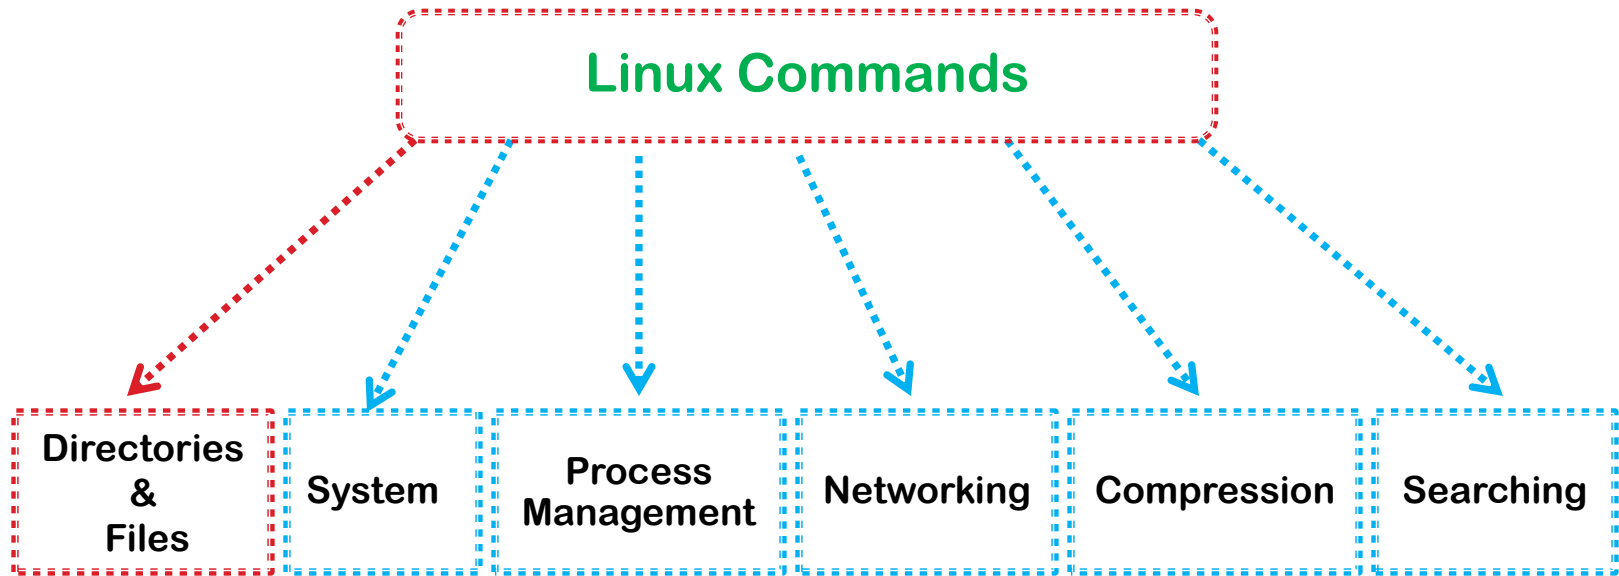 Linux Commands
Directories
&
Files
System
Process
Management
Networking
Compression
Searching